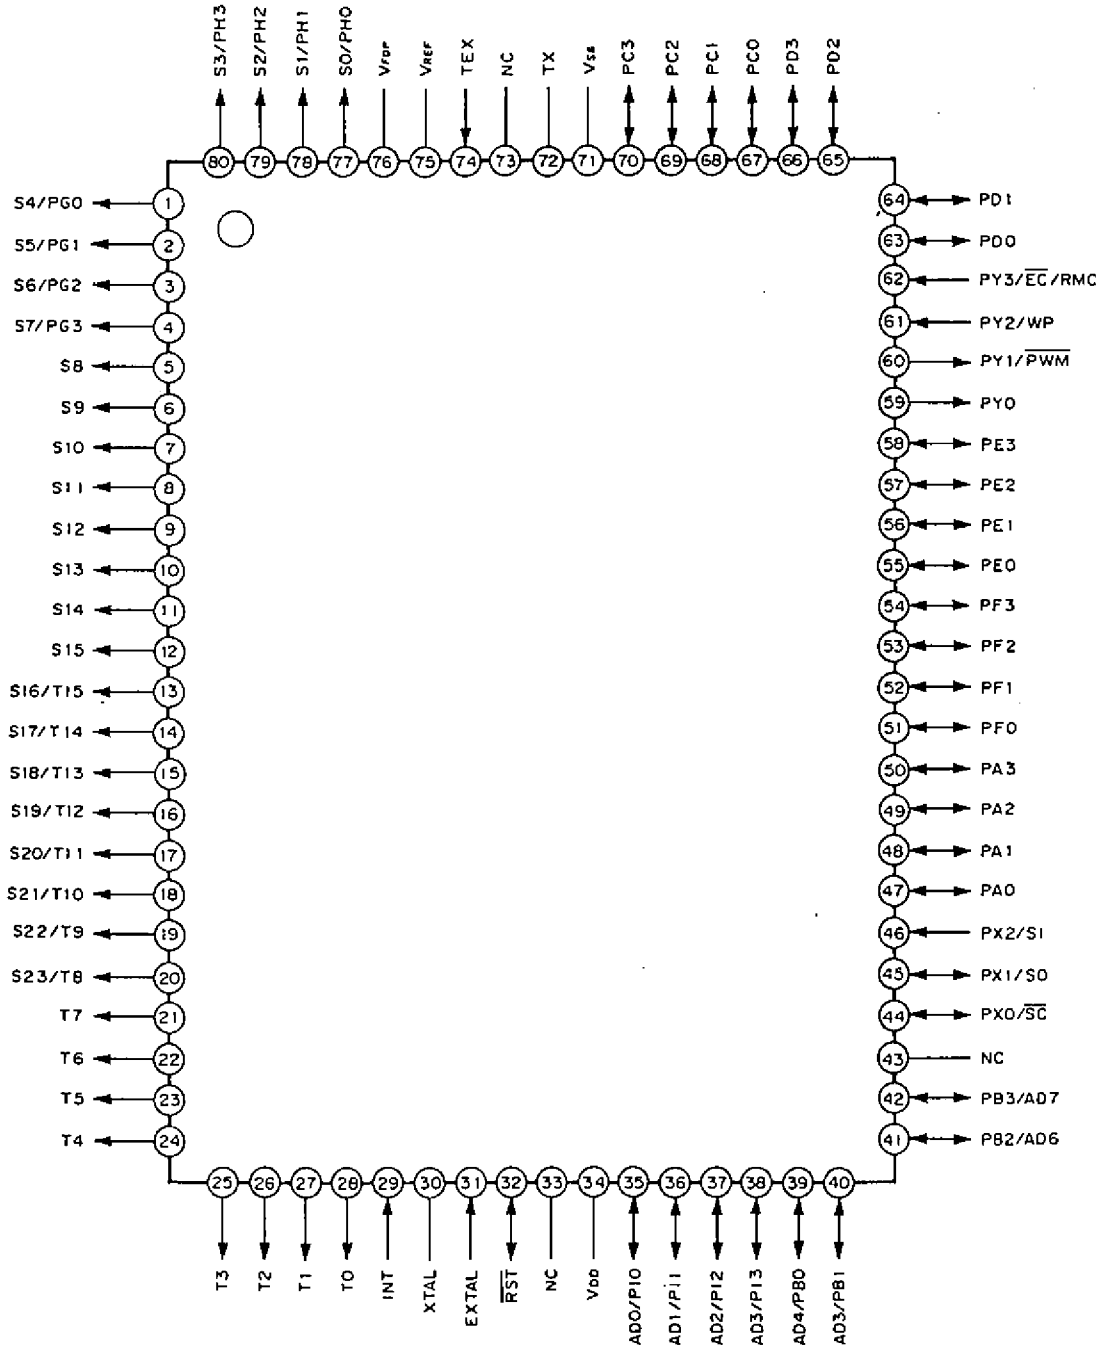 S3/PH3
S2/PH2
S1/PH1
S0/PH0
VFDP
VREF
TEX
NC
TX
VSS
PC3
PC2
PC1
PC0
PD3
PD2
80
79
78
77
76
75
74
73
72
71
70
69
68
67
66
65
S4/PG0 1
S5/PG1 2
S6/PG2 3
S7/PG3 4
S8 5
S9 6
S10 7
S11 8
S12 9
S13 10
S14 11
S15 12
S16/T15 13
S17/T14 14
S18/T13 15
S19/T12 16
S20/T11 17
S21/T10 18
S22/T9 19
S23/T8 20
T7 21
T6 22
T5 23
T4 24
64 PD1
63 PD0
62 PY3/EC/RMC
61 PY2/WP
60 PY1/PWM
59 PY0
58 PE3
57 PE2
56 PE1
55 PE0
54 PF3
53 PF2
52 PF1
51 PF0
50 PA3
49 PA2
48 PA1
47 PA0
46 PX2/SI
45 PX1/SO
44 PX0/SC
43 NC
42 PB3/AD7
41 PB2/AD6
25
26
27
28
29
30
31
32
33
34
35
36
37
38
39
40
T3
T2
T1
T0
INT
XTAL
EXTAL
RST
NC
VDD
AD0/PI0
AD1/PI1
AD2/PI2
AD3/PI3
AD4/PB0
AD3/PB1